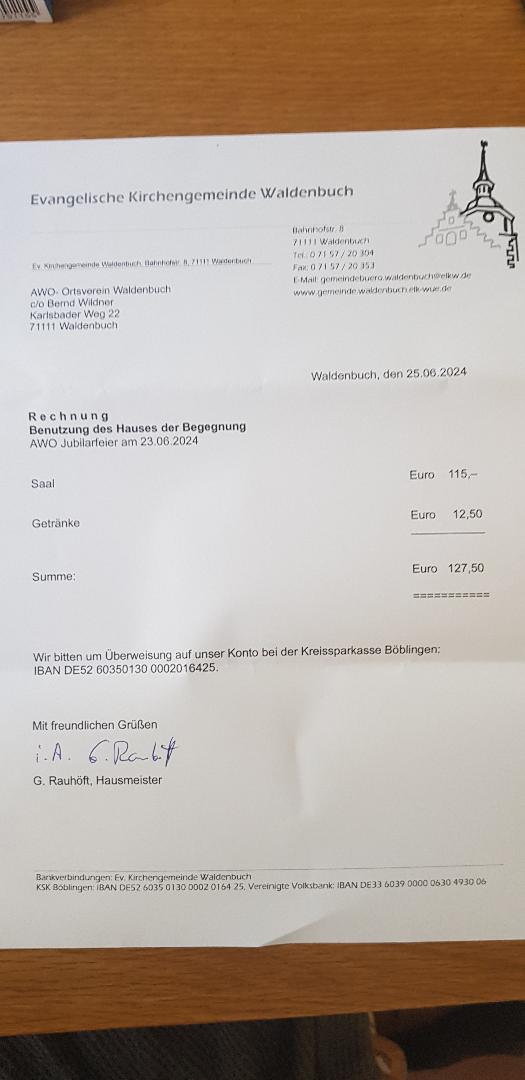 Evangelische Kirchengemeinde Waldenbuch
Bahnhofstr. 8
71111 Waldenbuch
Tel.: 0 71 57 / 20 304
Fax: 0 71 57 / 20 353
E-Mail: gemeindebuero.waldenbuch@elkw.de
www.gemeinde.waldenbuch.elk-wue.de
Ev. Kirchengemeinde Waldenbuch, Bahnhofstr. 8, 71111 Waldenbuch
AWO- Ortsverein Waldenbuch
c/o Bernd Wildner
Karlsbader Weg 22
71111 Waldenbuch
Waldenbuch, den 25.06.2024
R e c h n u n g
Benutzung des Hauses der Begegnung
AWO Jubilarfeier am 23.06.2024
Saal Euro 115,–
Getränke Euro 12,50
Summe: Euro 127,50
===========
Wir bitten um Überweisung auf unser Konto bei der Kreissparkasse Böblingen:
IBAN DE52 60350130 0002016425.
Mit freundlichen Grüßen
i.A. G. Rauhöft
G. Rauhöft, Hausmeister
Bankverbindungen: Ev. Kirchengemeinde Waldenbuch
KSK Böblingen: IBAN DE52 6035 0130 0002 0164 25, Vereinigte Volksbank: IBAN DE33 6039 0000 0630 4930 06